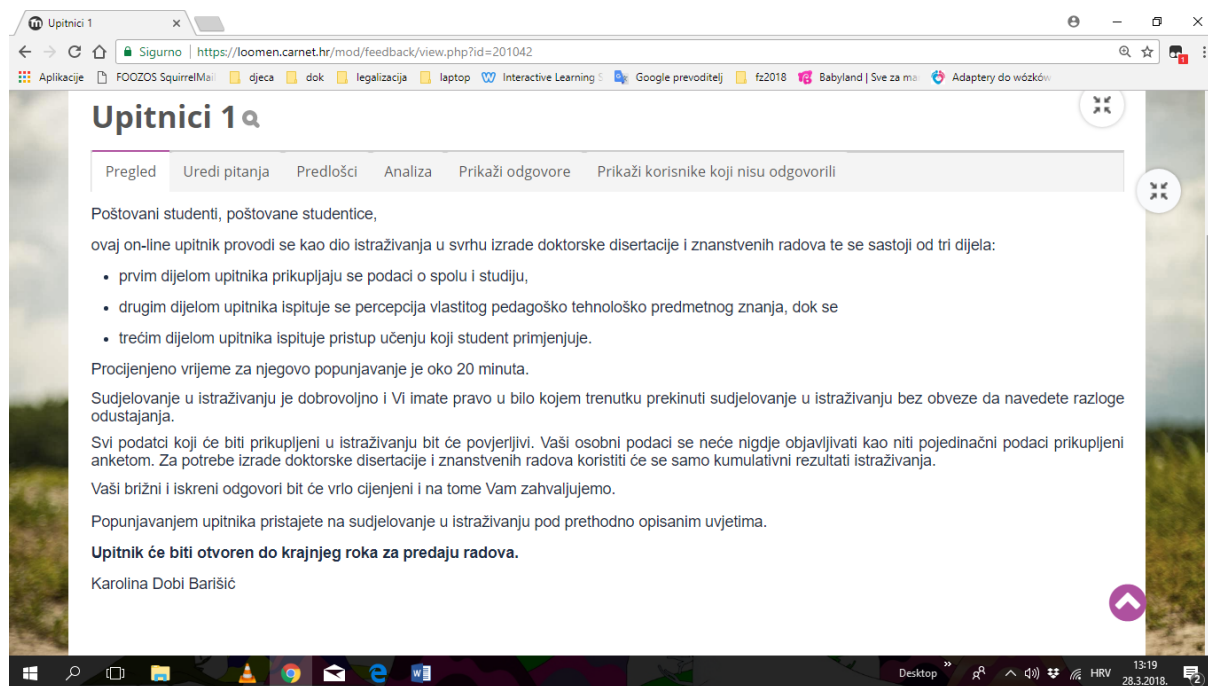 Upitnici 1
Sigurno | https://loomen.carnet.hr/mod/feedback/view.php?id=201042
Aplikacije FOOZOS SquirrelMail djeca dok legalizacija laptop Interactive Learning S Google prevoditelj fz2018 Babyland | Sve za ma Adaptery do wózków
Upitnici 1
Pregled Uredi pitanja Predlošci Analiza Prikaži odgovore Prikaži korisnike koji nisu odgovorili
Poštovani studenti, poštovane studentice,
ovaj on-line upitnik provodi se kao dio istraživanja u svrhu izrade doktorske disertacije i znanstvenih radova te se sastoji od tri dijela:
• prvim dijelom upitnika prikupljaju se podaci o spolu i studiju,
• drugim dijelom upitnika ispituje se percepcija vlastitog pedagoško tehnološko predmetnog znanja, dok se
• trećim dijelom upitnika ispituje pristup učenju koji student primjenjuje.
Procijenjeno vrijeme za njegovo popunjavanje je oko 20 minuta.
Sudjelovanje u istraživanju je dobrovoljno i Vi imate pravo u bilo kojem trenutku prekinuti sudjelovanje u istraživanju bez obveze da navedete razloge
odustajanja.
Svi podatci koji će biti prikupljeni u istraživanju bit će povjerljivi. Vaši osobni podaci se neće nigdje objavljivati kao niti pojedinačni podaci prikupljeni
anketom. Za potrebe izrade doktorske disertacije i znanstvenih radova koristiti će se samo kumulativni rezultati istraživanja.
Vaši brižni i iskreni odgovori bit će vrlo cijenjeni i na tome Vam zahvaljujemo.
Popunjavanjem upitnika pristajete na sudjelovanje u istraživanju pod prethodno opisanim uvjetima.
Upitnik će biti otvoren do krajnjeg roka za predaju radova.
Karolina Dobi Barišić
Desktop HRV 13:19
28.3.2018.